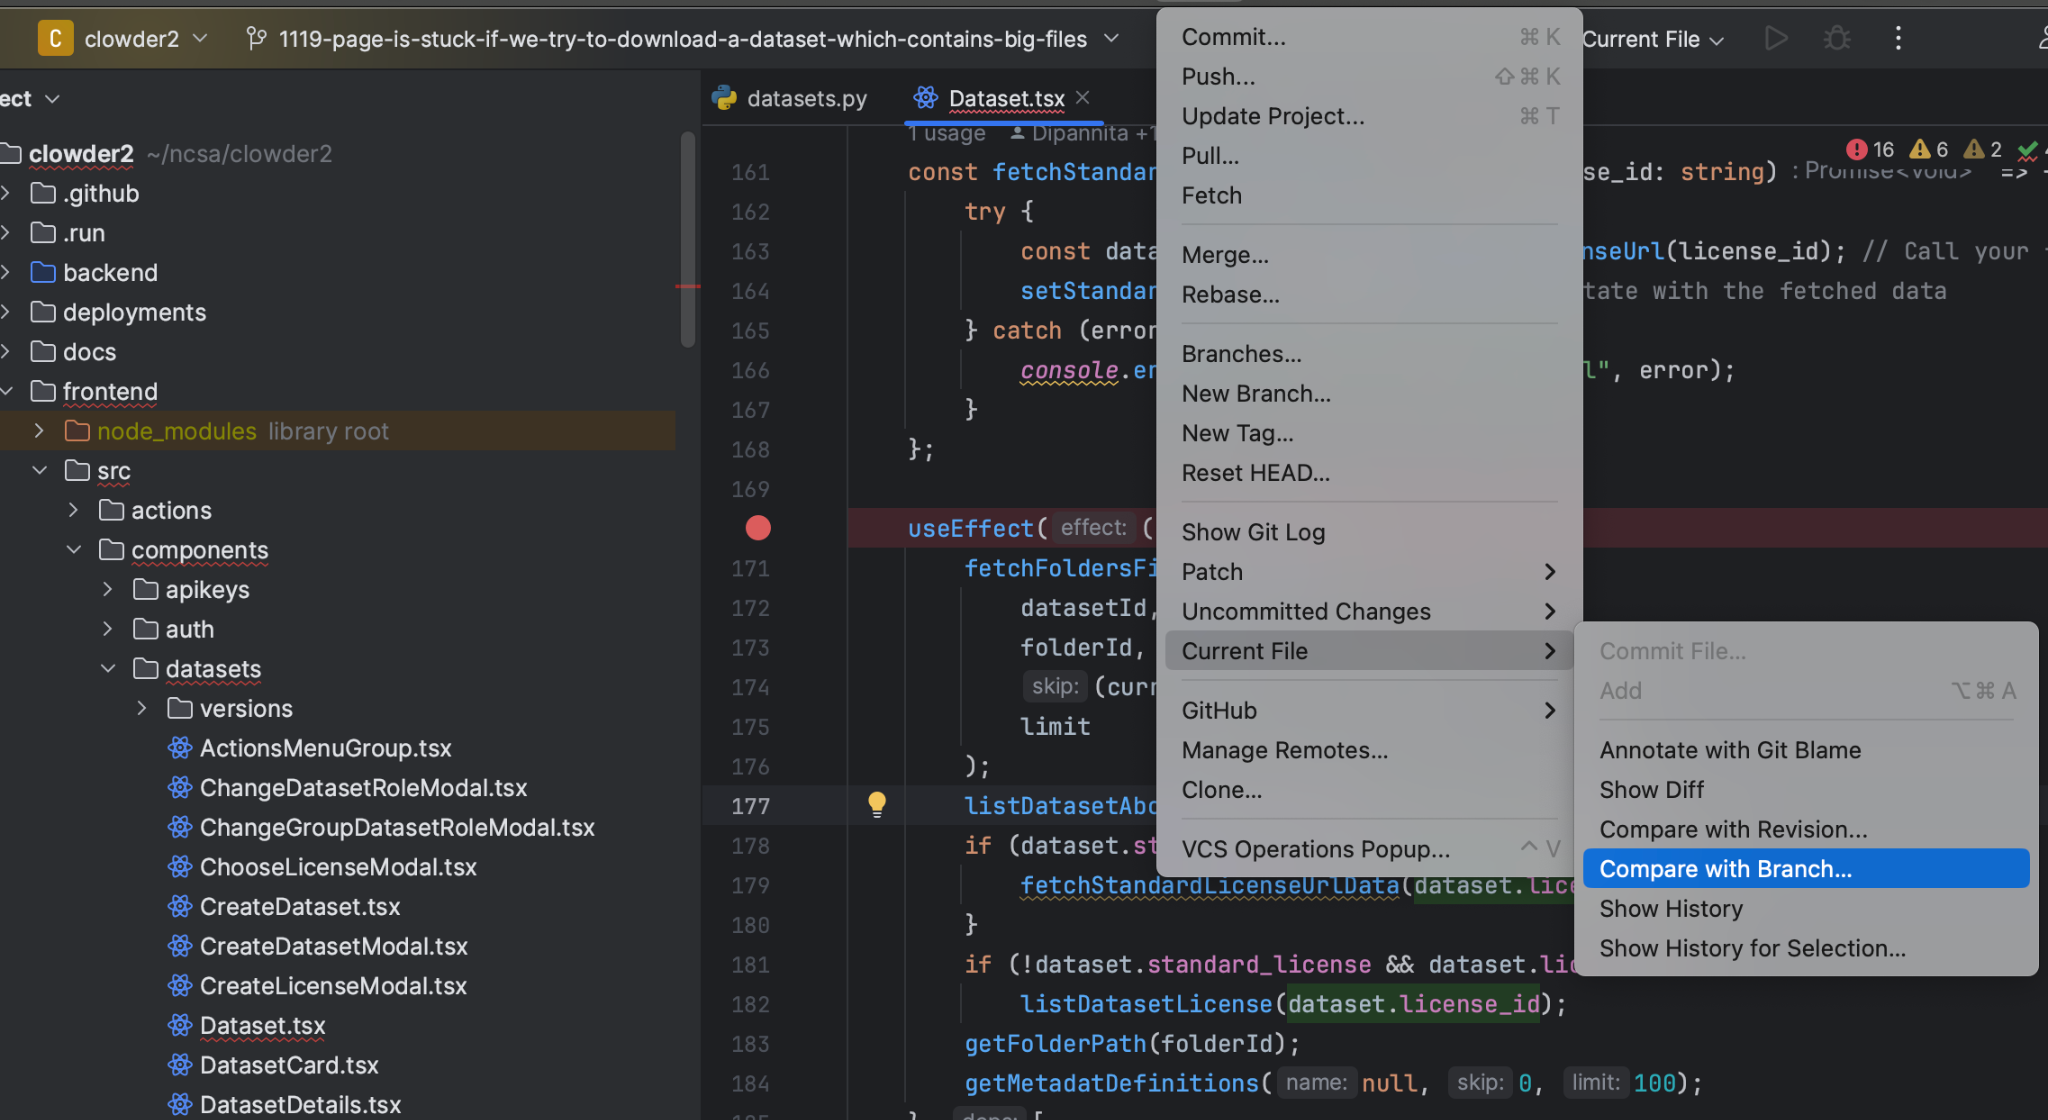 C clowder2
1119-page-is-stuck-if-we-try-to-download-a-dataset-which-contains-big-files
Current File
ect
clowder2 ~/ncsa/clowder2
.github
.run
backend
deployments
docs
frontend
node_modules library root
src
actions
components
apikeys
auth
datasets
versions
ActionsMenuGroup.tsx
ChangeDatasetRoleModal.tsx
ChangeGroupDatasetRoleModal.tsx
ChooseLicenseModal.tsx
CreateDataset.tsx
CreateDatasetModal.tsx
CreateLicenseModal.tsx
Dataset.tsx
DatasetCard.tsx
DatasetDetails.tsx
datasets.py
Dataset.tsx
1 usage Dipannita +1
16 6 2
161 const fetchStandar se_id: string) : Promise<void> =>
162 try {
163 const data nseUrl(license_id); // Call your
164 setStandar tate with the fetched data
165 } catch (error
166 console.er l", error);
167 }
168 };
169
useEffect( effect: (
171 fetchFoldersFi
172 datasetId,
173 folderId,
174 skip: (curr
175 limit
176 );
177 listDatasetAbo
178 if (dataset.st
179 fetchStandardLicenseUrlData(dataset.lice
180 }
181 if (!dataset.standard_license && dataset.lic
182 listDatasetLicense(dataset.license_id);
183 getFolderPath(folderId);
184 getMetadatDefinitions( name: null, skip: 0, limit: 100);
Commit... ⌘ K
Push... ⇧ ⌘ K
Update Project... ⌘ T
Pull...
Fetch
Merge...
Rebase...
Branches...
New Branch...
New Tag...
Reset HEAD...
Show Git Log
Patch
Uncommitted Changes
Current File
GitHub
Manage Remotes...
Clone...
VCS Operations Popup... ^ V
Commit File...
Add ⌥ ⌘ A
Annotate with Git Blame
Show Diff
Compare with Revision...
Compare with Branch...
Show History
Show History for Selection...